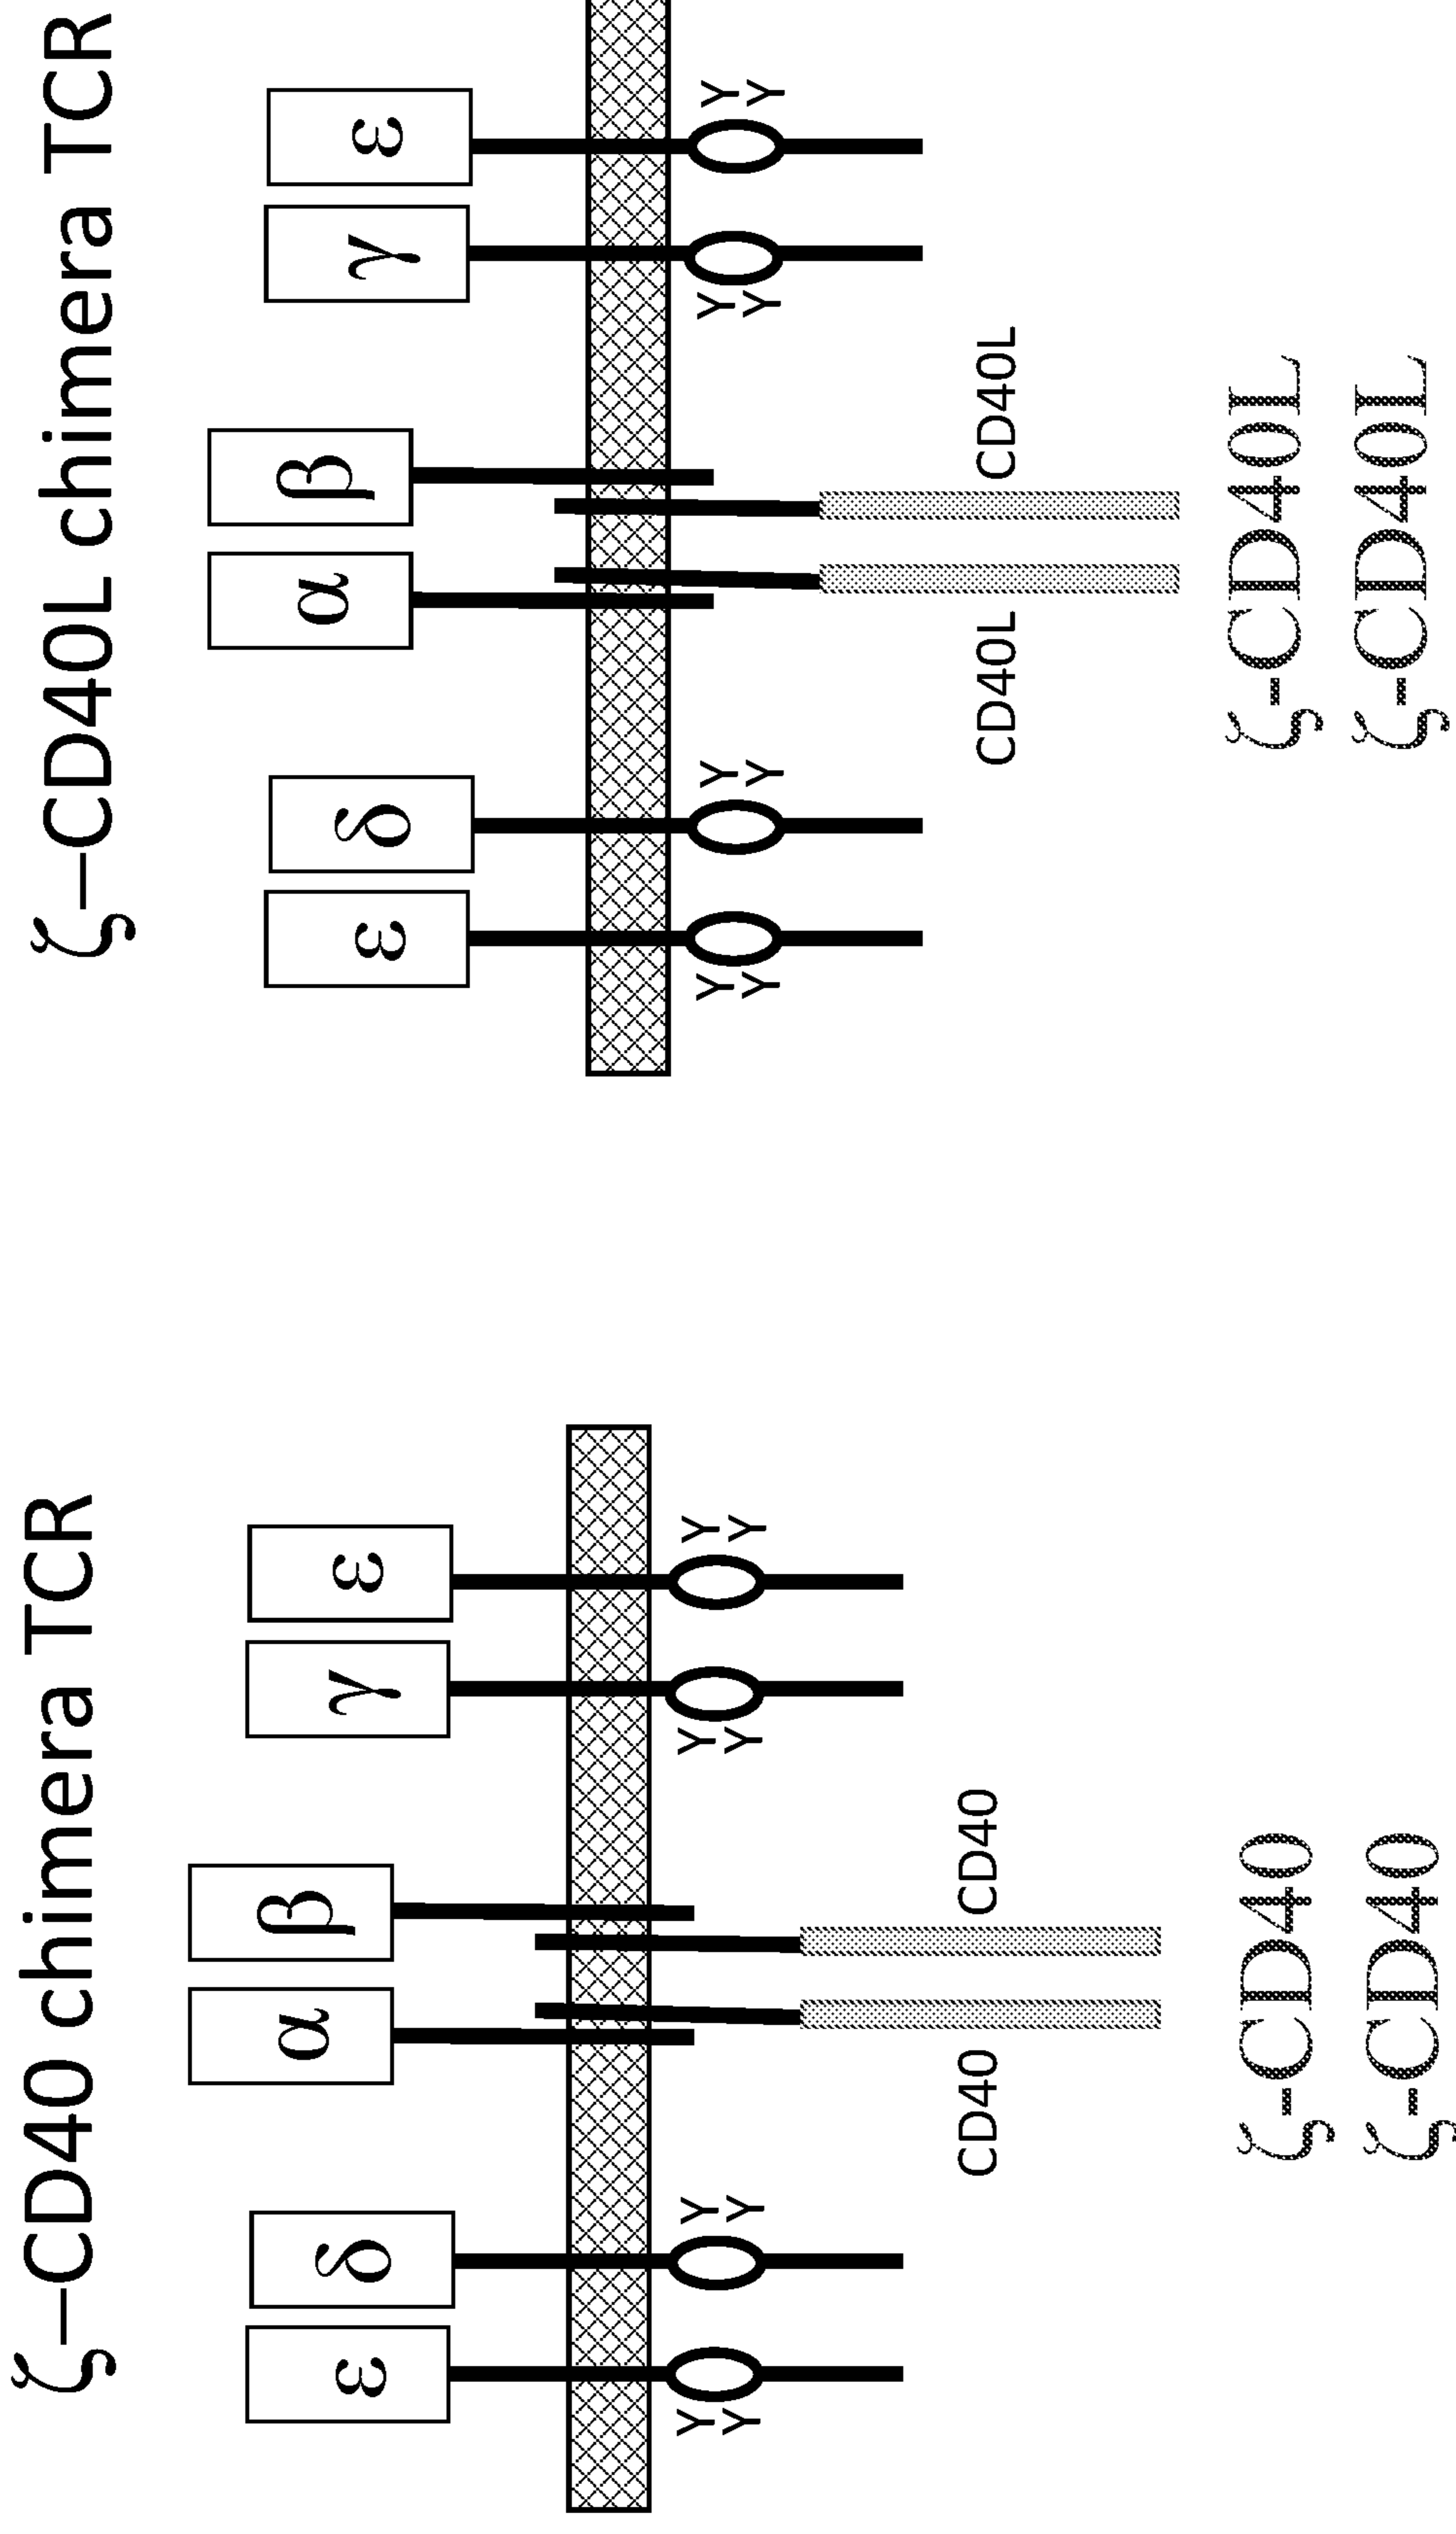 ζ–CD40 chimera TCR
ε δ α β γ ε
Y Y Y Y
Y Y Y Y
CD40 CD40
ζ-CD40
ζ-CD40
ζ–CD40L chimera TCR
ε δ α β γ ε
Y Y Y Y
Y Y Y Y
CD40L CD40L
ζ-CD40L
ζ-CD40L